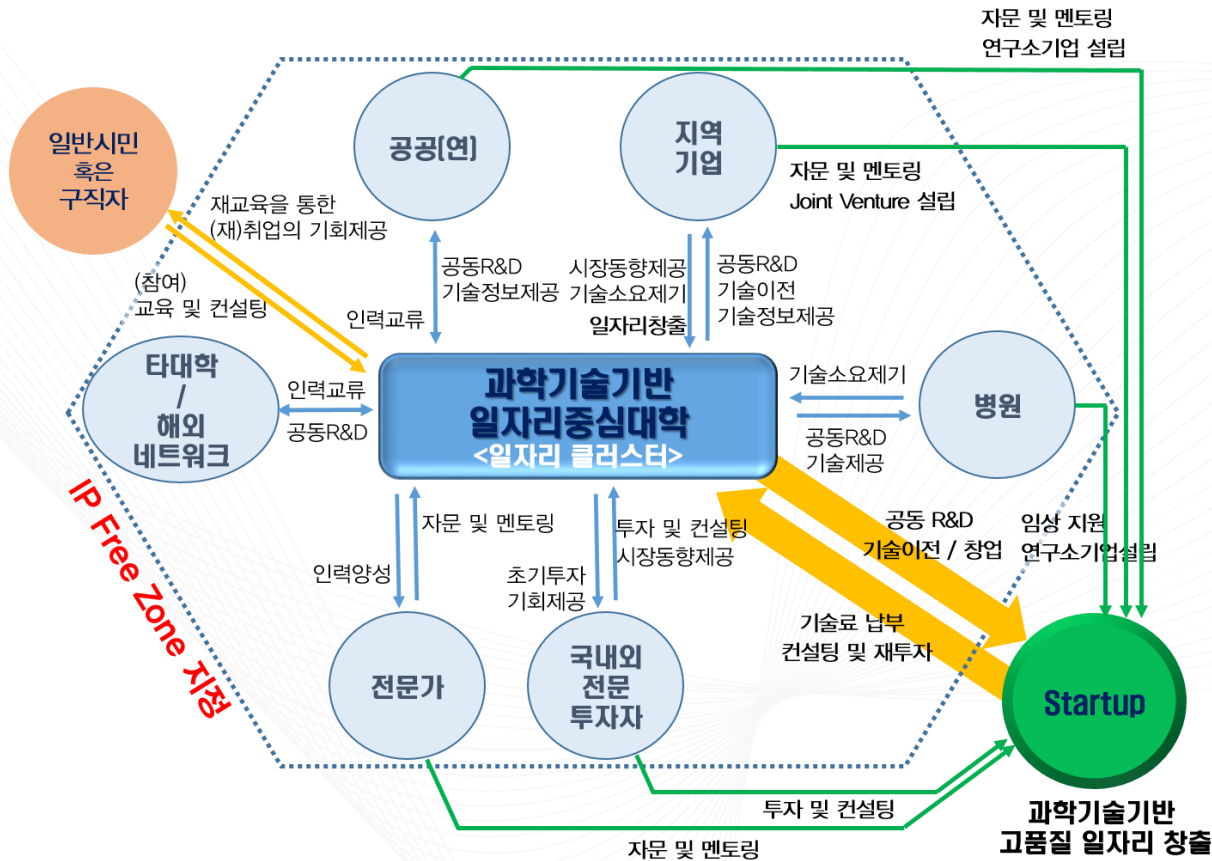 자문 및 멘토링
연구소기업 설립
일반시민
혹은
구직자
공공(연)
지역
기업
자문 및 멘토링
Joint Venture 설립
재교육을 통한
(재)취업의 기회제공
(참여)
교육 및 컨설팅
공동R&D
기술정보제공
인력교류
시장동향제공
기술소요제기
일자리창출
공동R&D
기술이전
기술정보제공
타대학
/
해외
네트워크
인력교류
공동R&D
과학기술기반
일자리중심대학
<일자리 클러스터>
기술소요제기
공동R&D
기술제공
병원
IP Free Zone 지정
자문 및 멘토링
인력양성
투자 및 컨설팅
시장동향제공
초기투자
기회제공
공동 R&D
기술이전 / 창업
임상 지원
연구소기업설립
기술료 납부
컨설팅 및 재투자
전문가
국내외
전문
투자자
Startup
투자 및 컨설팅
자문 및 멘토링
과학기술기반
고품질 일자리 창출